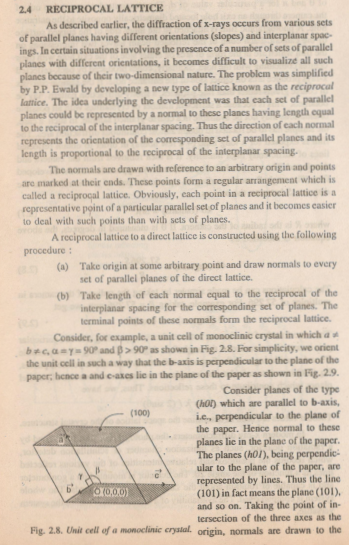 2.4 RECIPROCAL LATTICE
As described earlier, the diffraction of x-rays occurs from various sets
of parallel planes having different orientations (slopes) and interplanar spac-
ings. In certain situations involving the presence of a number of sets of parallel
planes with different orientations, it becomes difficult to visualize all such
planes because of their two-dimensional nature. The problem was simplified
by P.P. Ewald by developing a new type of lattice known as the reciprocal
lattice. The idea underlying the development was that each set of parallel
planes could be represented by a normal to these planes having length equal
to the reciprocal of the interplanar spacing. Thus the direction of each normal
represents the orientation of the corresponding set of parallel planes and its
length is proportional to the reciprocal of the interplanar spacing.
The normals are drawn with reference to an arbitrary origin and points
are marked at their ends. These points form a regular arrangement which is
called a reciprocal lattice. Obviously, each point in a reciprocal lattice is a
representative point of a particular parallel set of planes and it becomes easier
to deal with such points than with sets of planes.
A reciprocal lattice to a direct lattice is constructed using the following
procedure :
(a) Take origin at some arbitrary point and draw normals to every
set of parallel planes of the direct lattice.
(b) Take length of each normal equal to the reciprocal of the
interplanar spacing for the corresponding set of planes. The
terminal points of these normals form the reciprocal lattice.
Consider, for example, a unit cell of monoclinic crystal in which a ≠
b ≠ c, α = γ = 90° and β > 90° as shown in Fig. 2.8. For simplicity, we orient
the unit cell in such a way that the b-axis is perpendicular to the plane of the
paper; hence a and c-axes lie in the plane of the paper as shown in Fig. 2.9.
Consider planes of the type
(h0l) which are parallel to b-axis,
i.e., perpendicular to the plane of
the paper. Hence normal to these
planes lie in the plane of the paper.
The planes (h0l), being perpendic-
ular to the plane of the paper, are
represented by lines. Thus the line
(101) in fact means the plane (101),
and so on. Taking the point of in-
tersection of the three axes as the
origin, normals are drawn to the
(100)
a
γ
β
b
c
O (0,0,0)
Fig. 2.8. Unit cell of a monoclinic crystal.